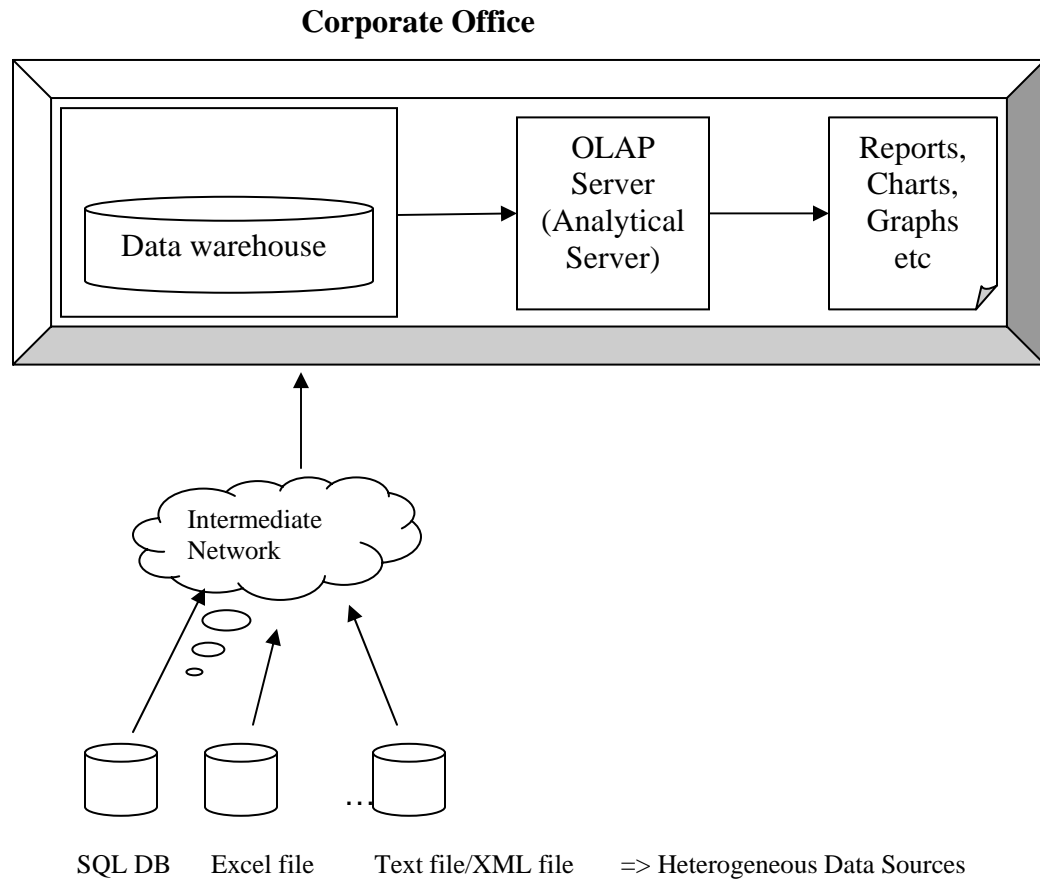 Corporate Office
Data warehouse
OLAP
Server
(Analytical
Server)
Reports,
Charts,
Graphs
etc
Intermediate
Network
...
SQL DB Excel file Text file/XML file => Heterogeneous Data Sources